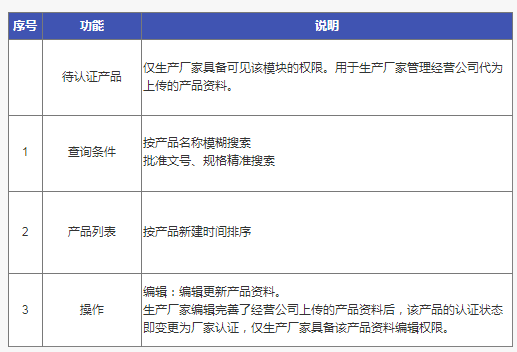 序号 功能 说明
待认证产品 仅生产厂家具备可见该模块的权限。用于生产厂家管理经营公司代为
上传的产品资料。
1 查询条件 按产品名称模糊搜索
批准文号、规格精准搜索
2 产品列表 按产品新建时间排序
3 操作 编辑：编辑更新产品资料。
生产厂家编辑完善了经营公司上传的产品资料后，该产品的认证状态
即变更为厂家认证，仅生产厂家具备该产品资料编辑权限。